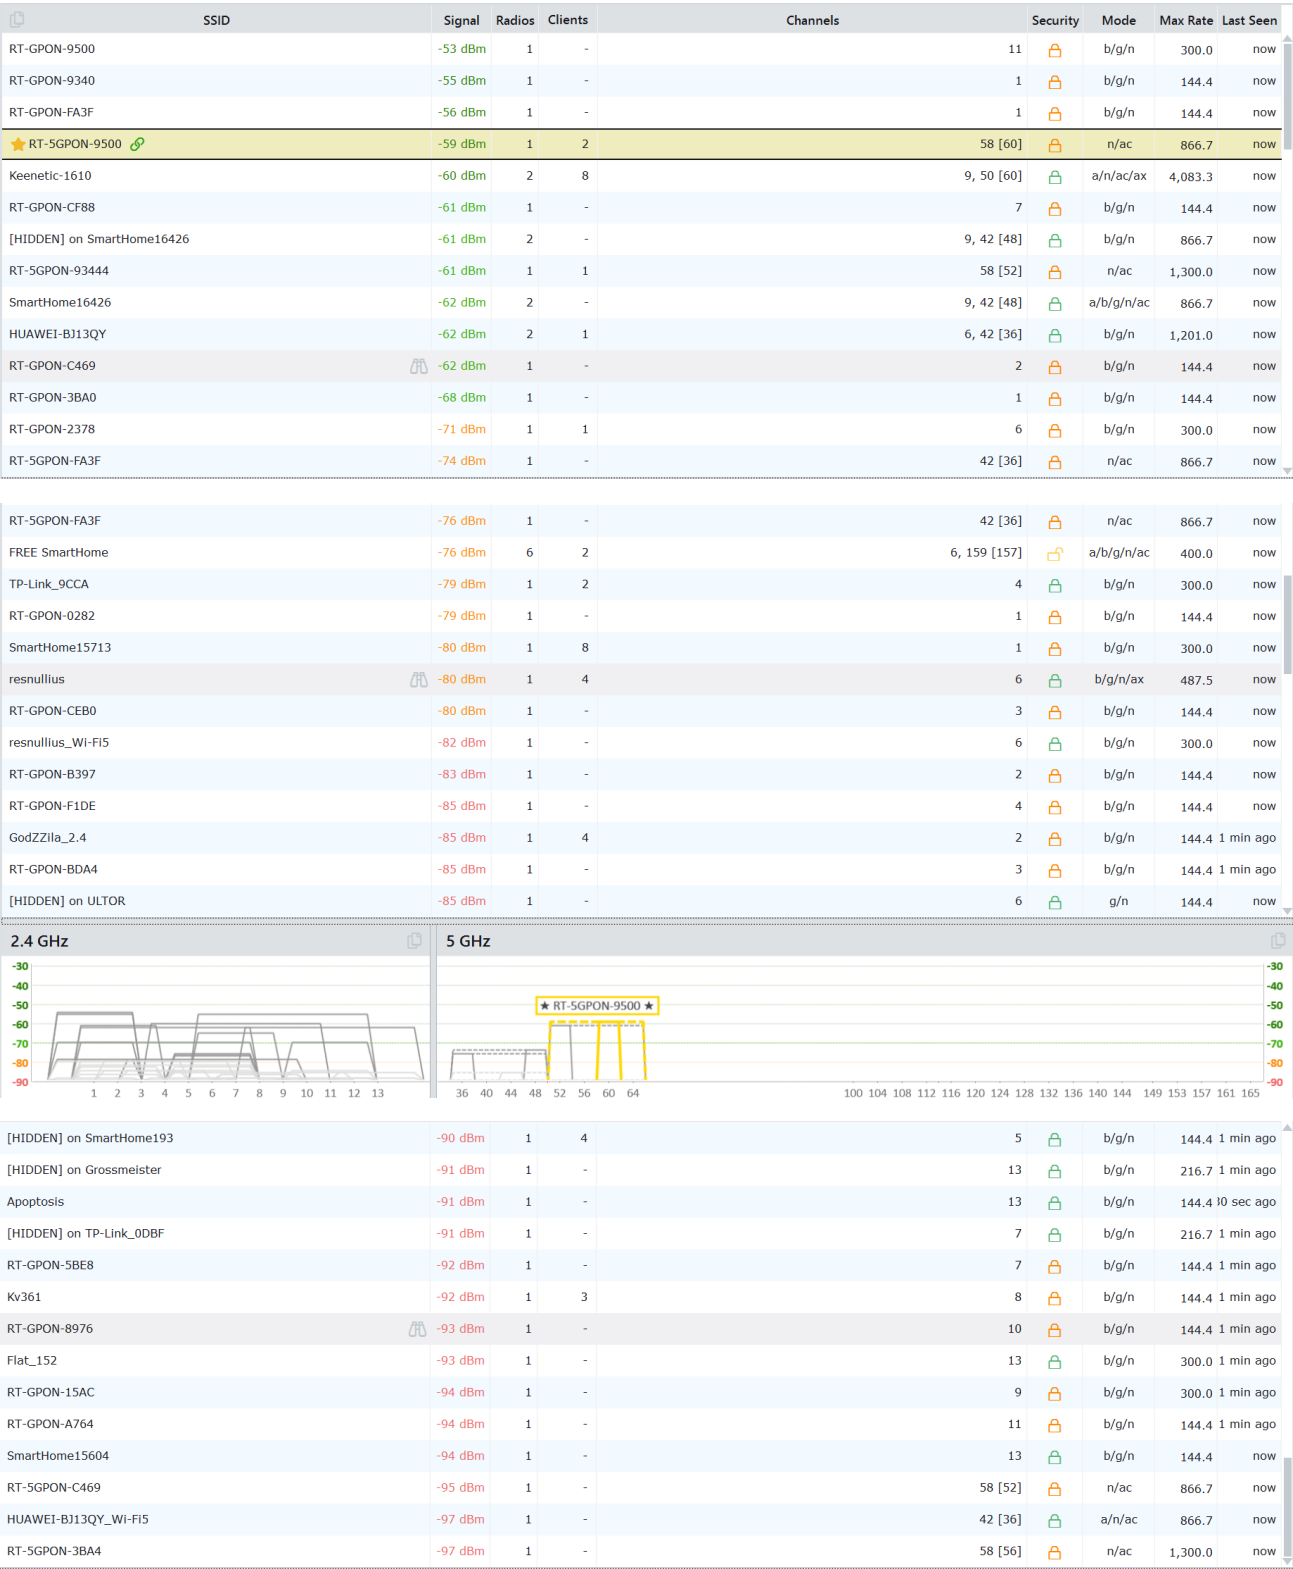 SSID Signal Radios Clients Channels Security Mode Max Rate Last Seen
RT-GPON-9500 -53 dBm 1 - 11 b/g/n 300.0 now
RT-GPON-9340 -55 dBm 1 - 1 b/g/n 144.4 now
RT-GPON-FA3F -56 dBm 1 - 1 b/g/n 144.4 now
RT-5GPON-9500 -59 dBm 1 2 58 [60] n/ac 866.7 now
Keenetic-1610 -60 dBm 2 8 9, 50 [60] a/n/ac/ax 4,083.3 now
RT-GPON-CF88 -61 dBm 1 - 7 b/g/n 144.4 now
[HIDDEN] on SmartHome16426 -61 dBm 2 - 9, 42 [48] b/g/n 866.7 now
RT-5GPON-93444 -61 dBm 1 1 58 [52] n/ac 1,300.0 now
SmartHome16426 -62 dBm 2 - 9, 42 [48] a/b/g/n/ac 866.7 now
HUAWEI-BJ13QY -62 dBm 2 1 6, 42 [36] b/g/n 1,201.0 now
RT-GPON-C469 -62 dBm 1 - 2 b/g/n 144.4 now
RT-GPON-3BA0 -68 dBm 1 - 1 b/g/n 144.4 now
RT-GPON-2378 -71 dBm 1 1 6 b/g/n 300.0 now
RT-5GPON-FA3F -74 dBm 1 - 42 [36] n/ac 866.7 now
RT-5GPON-FA3F -76 dBm 1 - 42 [36] n/ac 866.7 now
FREE SmartHome -76 dBm 6 2 6, 159 [157] a/b/g/n/ac 400.0 now
TP-Link_9CCA -79 dBm 1 2 4 b/g/n 300.0 now
RT-GPON-0282 -79 dBm 1 - 1 b/g/n 144.4 now
SmartHome15713 -80 dBm 1 8 1 b/g/n 300.0 now
resnullius -80 dBm 1 4 6 b/g/n/ax 487.5 now
RT-GPON-CEB0 -80 dBm 1 - 3 b/g/n 144.4 now
resnullius_Wi-Fi5 -82 dBm 1 - 6 b/g/n 300.0 now
RT-GPON-B397 -83 dBm 1 - 2 b/g/n 144.4 now
RT-GPON-F1DE -85 dBm 1 - 4 b/g/n 144.4 now
GodZZila_2.4 -85 dBm 1 4 2 b/g/n 144.4 1 min ago
RT-GPON-BDA4 -85 dBm 1 - 3 b/g/n 144.4 1 min ago
[HIDDEN] on ULTOR -85 dBm 1 - 6 g/n 144.4 now
2.4 GHz 5 GHz
-30 -30
-40 -40
-50 ★ RT-5GPON-9500 ★ -50
-60 -60
-70 -70
-80 -80
-90 -90
1 2 3 4 5 6 7 8 9 10 11 12 13 36 40 44 48 52 56 60 64 100 104 108 112 116 120 124 128 132 136 140 144 149 153 157 161 165
[HIDDEN] on SmartHome193 -90 dBm 1 4 5 b/g/n 144.4 1 min ago
[HIDDEN] on Grossmeister -91 dBm 1 - 13 b/g/n 216.7 1 min ago
Apoptosis -91 dBm 1 - 13 b/g/n 144.4 sec ago
[HIDDEN] on TP-Link_0DBF -91 dBm 1 - 7 b/g/n 216.7 1 min ago
RT-GPON-5BE8 -92 dBm 1 - 7 b/g/n 144.4 1 min ago
Kv361 -92 dBm 1 3 8 b/g/n 144.4 1 min ago
RT-GPON-8976 -93 dBm 1 - 10 b/g/n 144.4 1 min ago
Flat_152 -93 dBm 1 - 13 b/g/n 300.0 1 min ago
RT-GPON-15AC -94 dBm 1 - 9 b/g/n 300.0 1 min ago
RT-GPON-A764 -94 dBm 1 - 11 b/g/n 144.4 1 min ago
SmartHome15604 -94 dBm 1 - 13 b/g/n 144.4 now
RT-5GPON-C469 -95 dBm 1 - 58 [52] n/ac 866.7 now
HUAWEI-BJ13QY_Wi-Fi5 -97 dBm 1 - 42 [36] a/n/ac 866.7 now
RT-5GPON-3BA4 -97 dBm 1 - 58 [56] n/ac 1,300.0 now